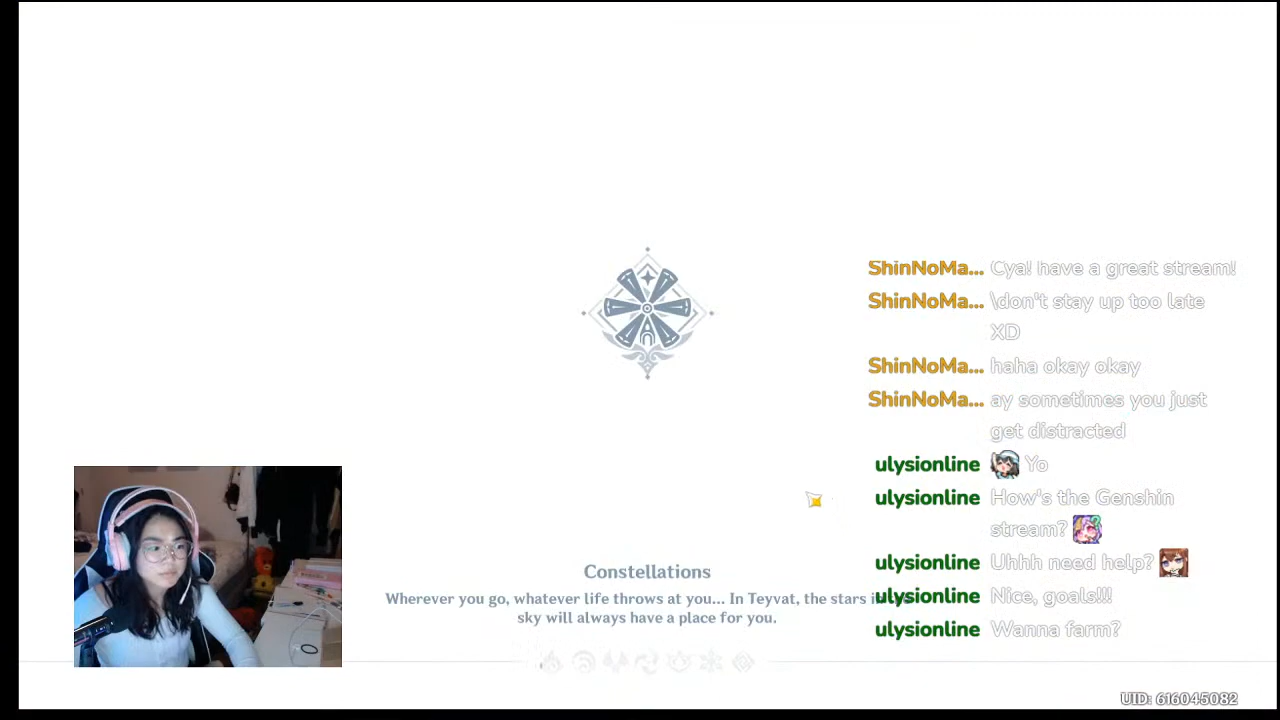 ShinNoMa... Cya! have a great stream!
ShinNoMa... \don't stay up too late
XD
ShinNoMa... haha okay okay
ShinNoMa... ay sometimes you just
get distracted
ulysionline Yo
ulysionline How's the Genshin
stream?
ulysionline Uhhh need help?
ulysionline Nice, goals!!!
ulysionline Wanna farm?
Constellations
Wherever you go, whatever life throws at you... In Teyvat, the stars
sky will always have a place for you.
UID: 616045082